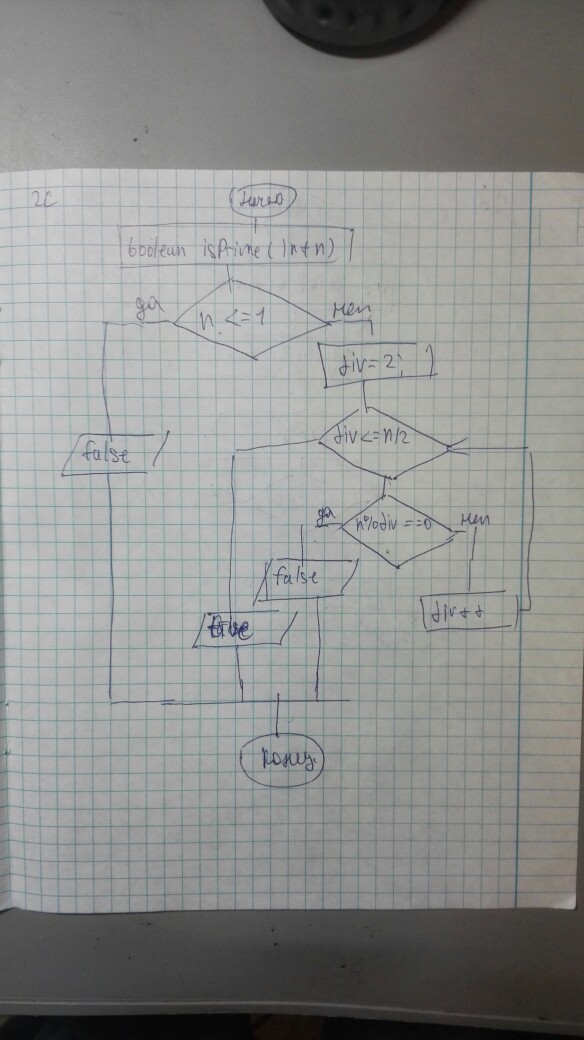 2C
начало
boolean isPrime (int n)
да
n <= 1
нет
div = 2;
div <= n/2
false
да
n % div == 0
нет
false
true
div++
конец